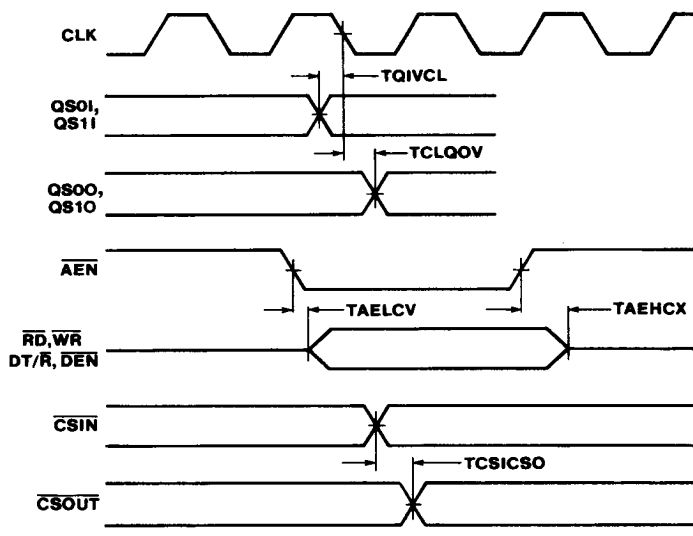 CLK
TQIVCL
QS0I,
QS1I
TCLQOV
QS0O,
QS1O
AEN
TAELCV
TAEHCX
RD,WR
DT/R, DEN
CSIN
TCSICSO
CSOUT